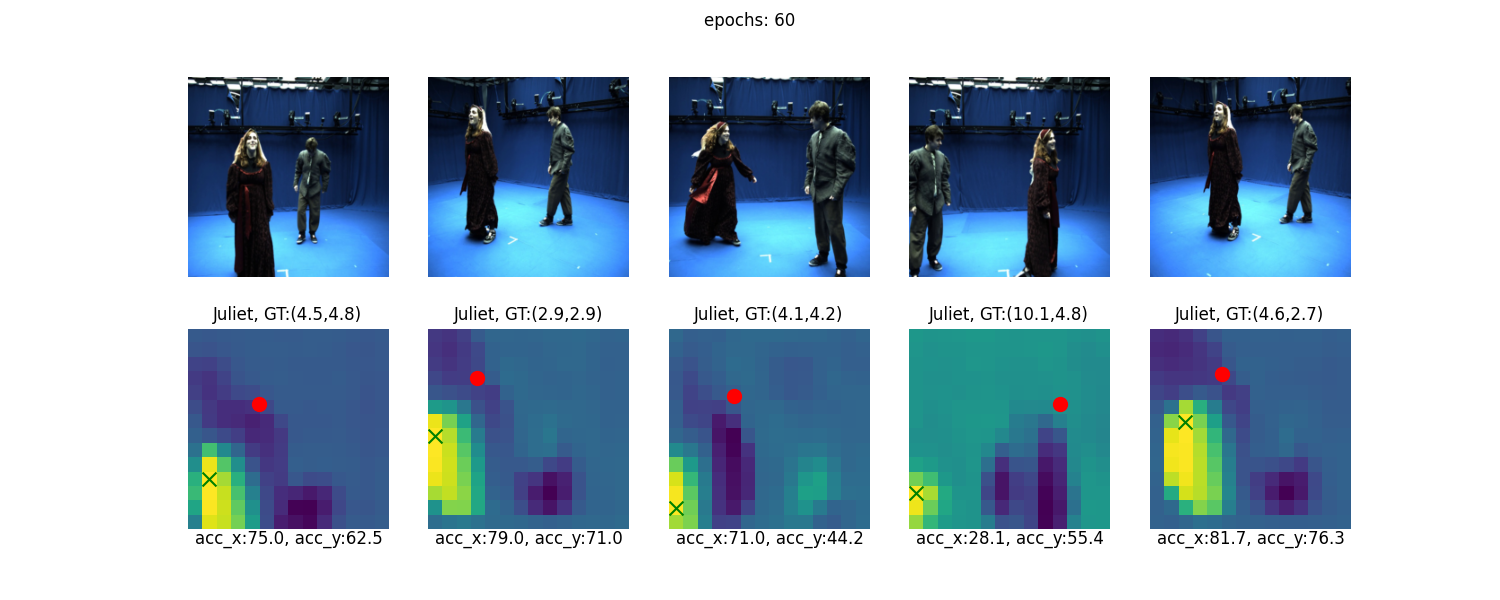 epochs: 60
Juliet, GT:(4.5,4.8)
Juliet, GT:(2.9,2.9)
Juliet, GT:(4.1,4.2)
Juliet, GT:(10.1,4.8)
Juliet, GT:(4.6,2.7)
acc_x:75.0, acc_y:62.5
acc_x:79.0, acc_y:71.0
acc_x:71.0, acc_y:44.2
acc_x:28.1, acc_y:55.4
acc_x:81.7, acc_y:76.3